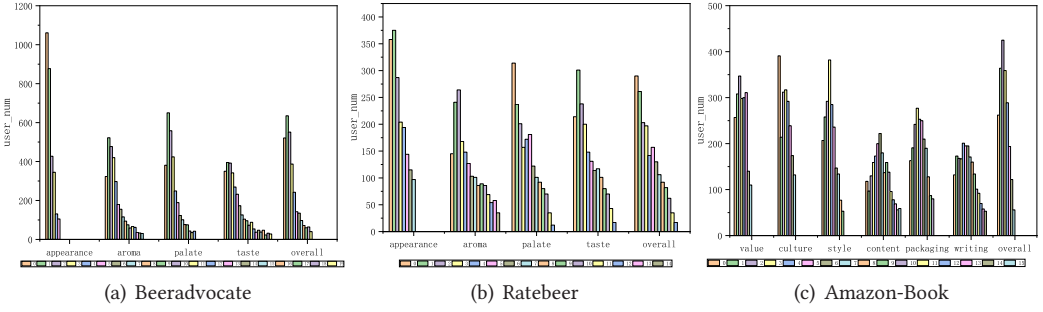 1200
1000
800
600
400
200
0
user_num
appearance aroma palate taste overall
(a) Beeradvocate
400
350
300
250
200
150
100
50
0
user_num
appearance aroma palate taste overall
(b) Ratebeer
500
400
300
200
100
0
user_num
value culture style content packaging writing overall
(c) Amazon-Book